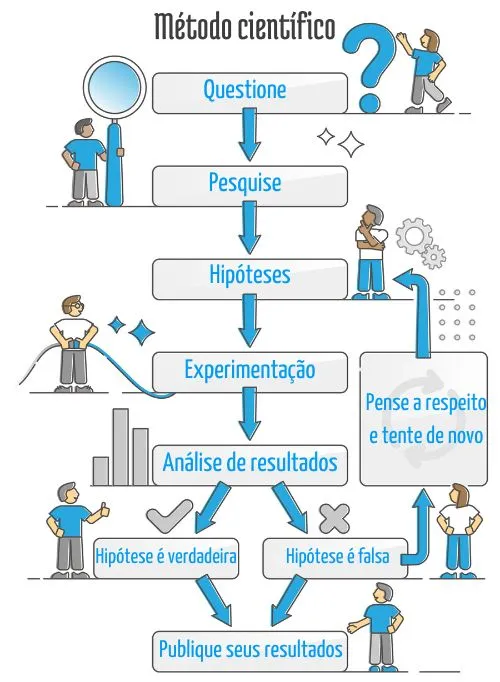 Método científico
Questione
Pesquise
Hipóteses
Experimentação
Pense a respeito
e tente de novo
Análise de resultados
Hipótese é verdadeira
Hipótese é falsa
Publique seus resultados